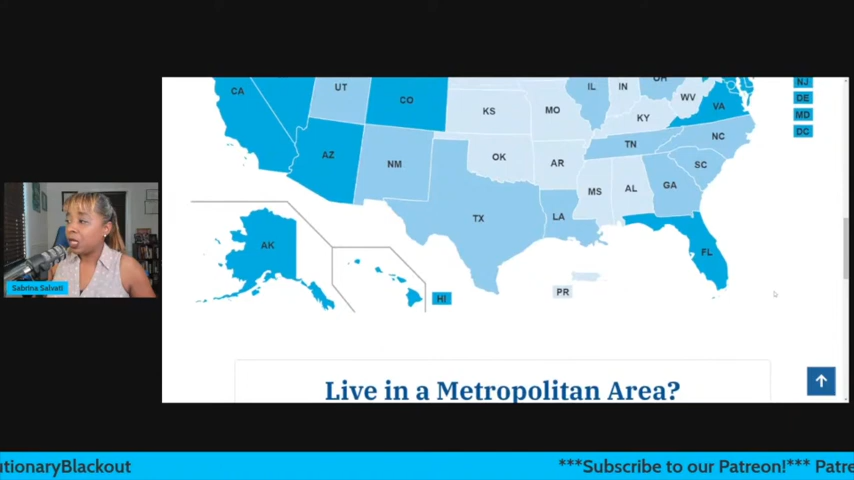 OH
NJ
CA
UT
CO
IL
IN
WV
VA
DE
MD
DC
KS
MO
KY
NC
AZ
NM
OK
AR
TN
SC
MS
AL
GA
TX
LA
FL
AK
HI
PR
Sabrina Salvati
Live in a Metropolitan Area?
utionaryBlackout
***Subscribe to our Patreon!*** Patre